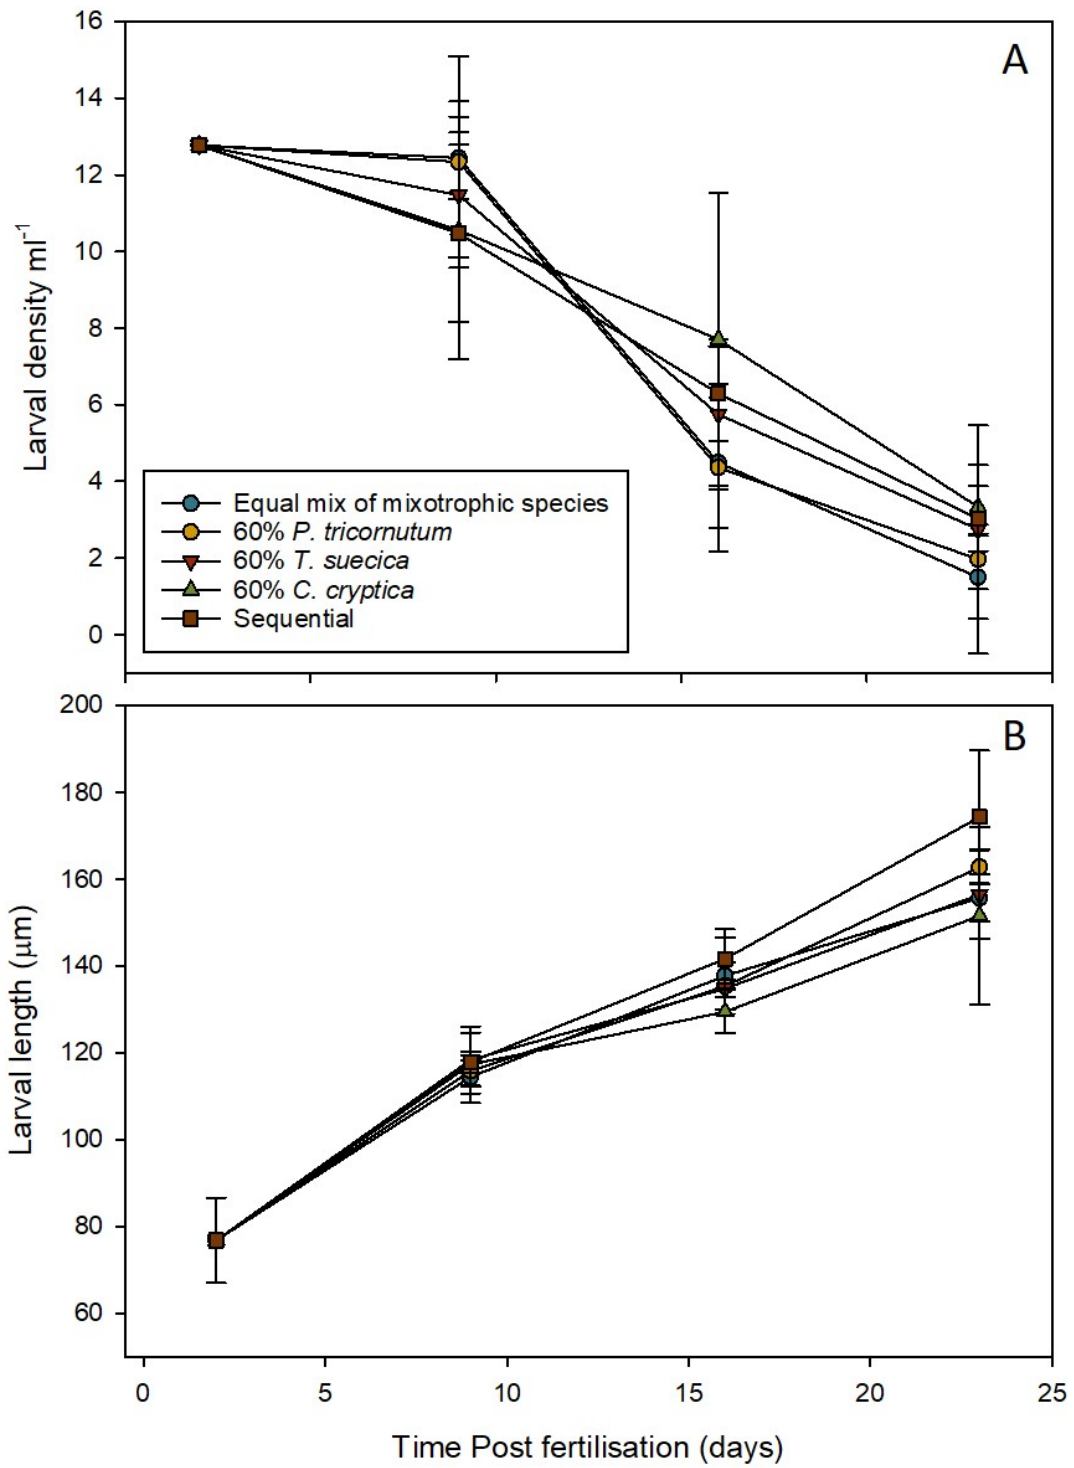 A
16
14
12
10
8
6
4
2
0
Larval density ml⁻¹
Equal mix of mixotrophic species
60% P. tricornutum
60% T. suecica
60% C. cryptica
Sequential
B
200
180
160
140
120
100
80
60
Larval length (μm)
0 5 10 15 20 25
Time Post fertilisation (days)